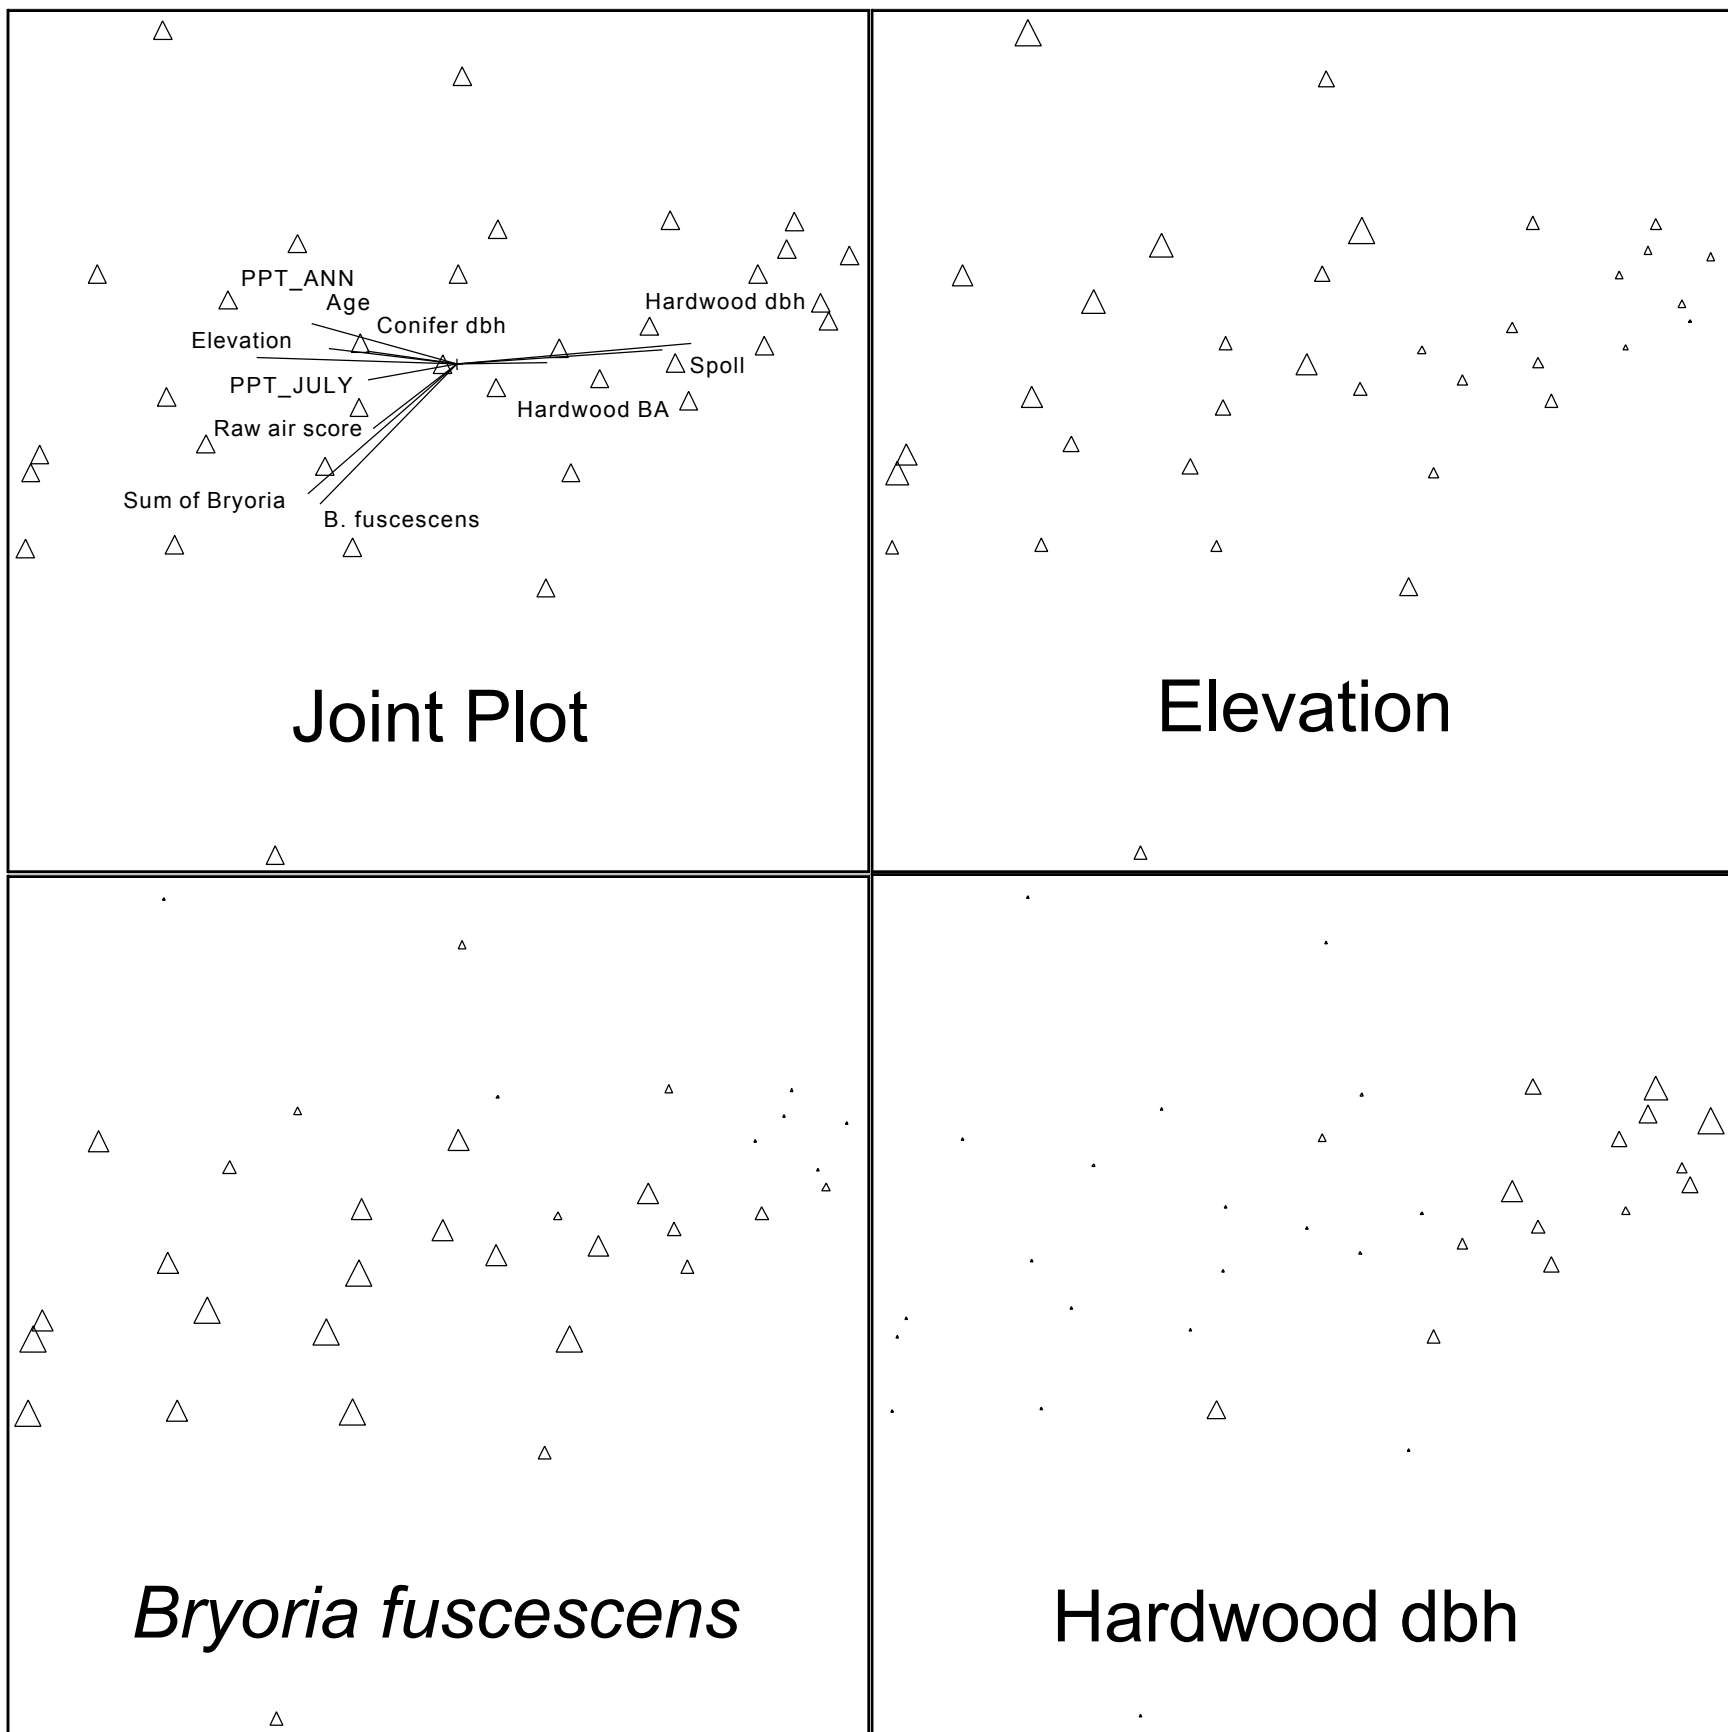 PPT_ANN
Age
Hardwood dbh
Conifer dbh
Elevation
Spoll
PPT_JULY
Hardwood BA
Raw air score
Sum of Bryoria
B. fuscescens
Joint Plot
Elevation
Bryoria fuscescens
Hardwood dbh